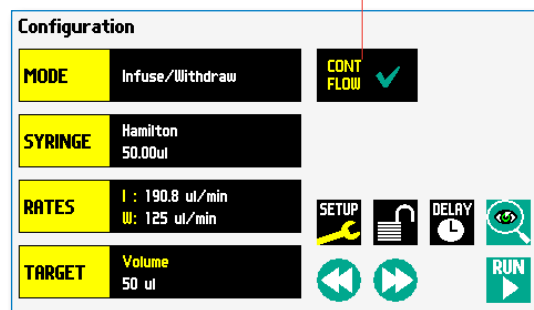 Configuration
MODE
Infuse/Withdraw
CONT
FLOW
SYRINGE
Hamilton
50.00ul
RATES
I : 190.8 ul/min
W: 125 ul/min
SETUP
DELAY
TARGET
Volume
50 ul
RUN